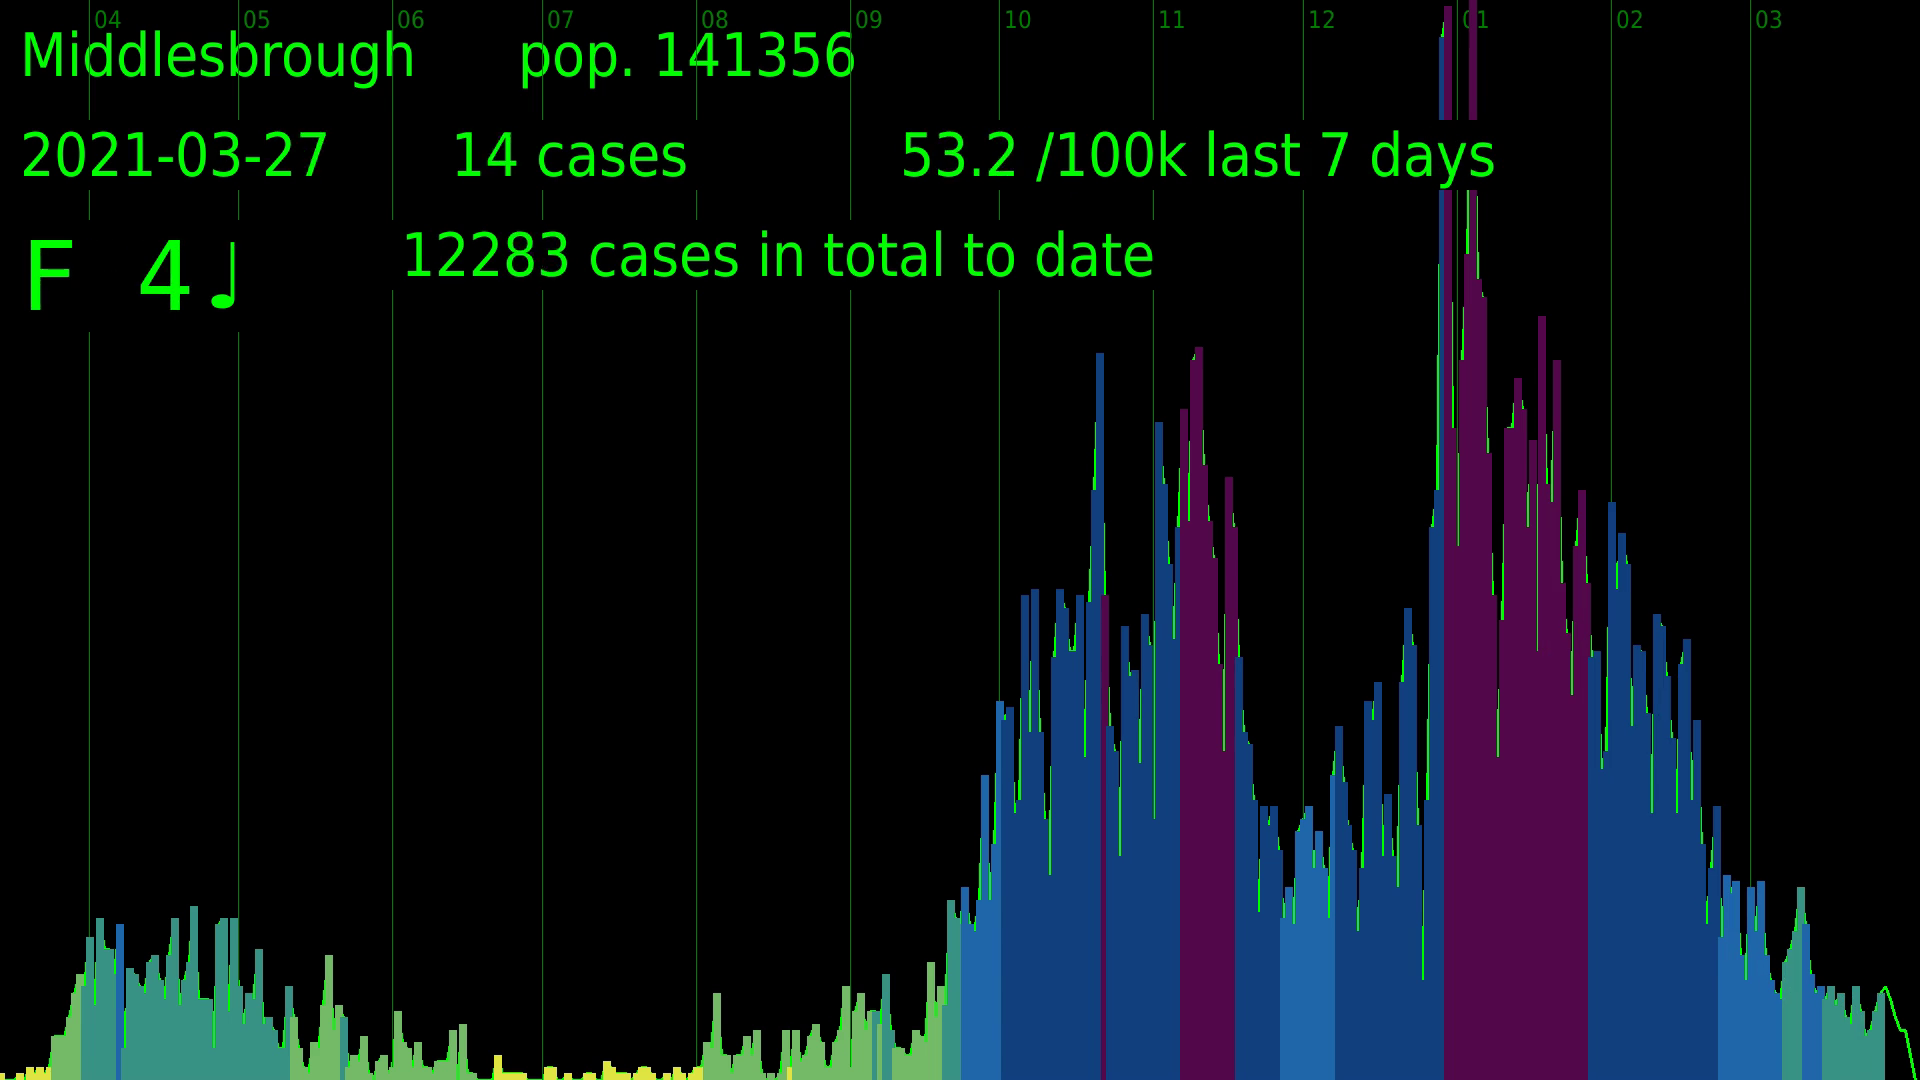 04 05 06 07 08 09 10 11 12 01 02 03
Middlesbrough pop. 141356
2021-03-27 14 cases 53.2 /100k last 7 days
F 4♩ 12283 cases in total to date